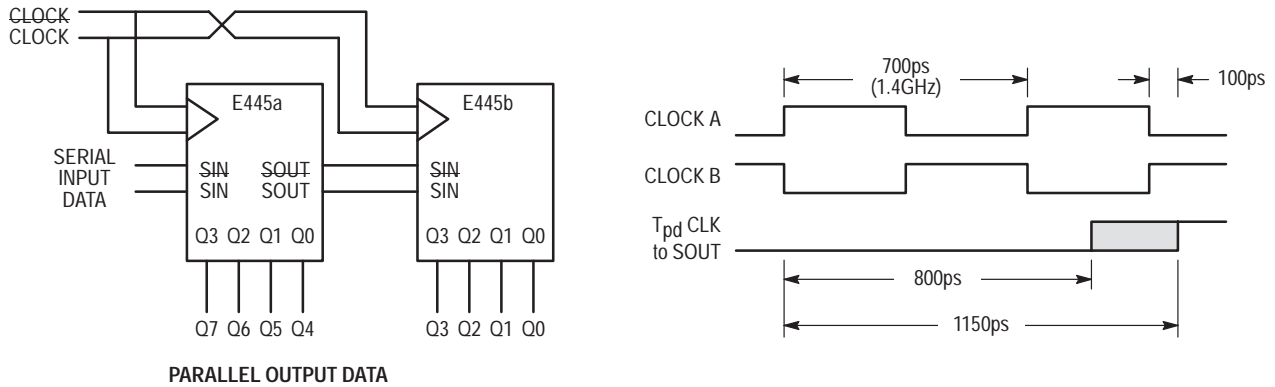 CLOCK
CLOCK
E445a
E445b
SERIAL
INPUT
DATA
SIN SOUT
SIN SOUT
SIN
SIN
Q3 Q2 Q1 Q0
Q3 Q2 Q1 Q0
Q7 Q6 Q5 Q4
Q3 Q2 Q1 Q0
PARALLEL OUTPUT DATA
700ps
(1.4GHz)
100ps
CLOCK A
CLOCK B
Tpd CLK
to SOUT
800ps
1150ps